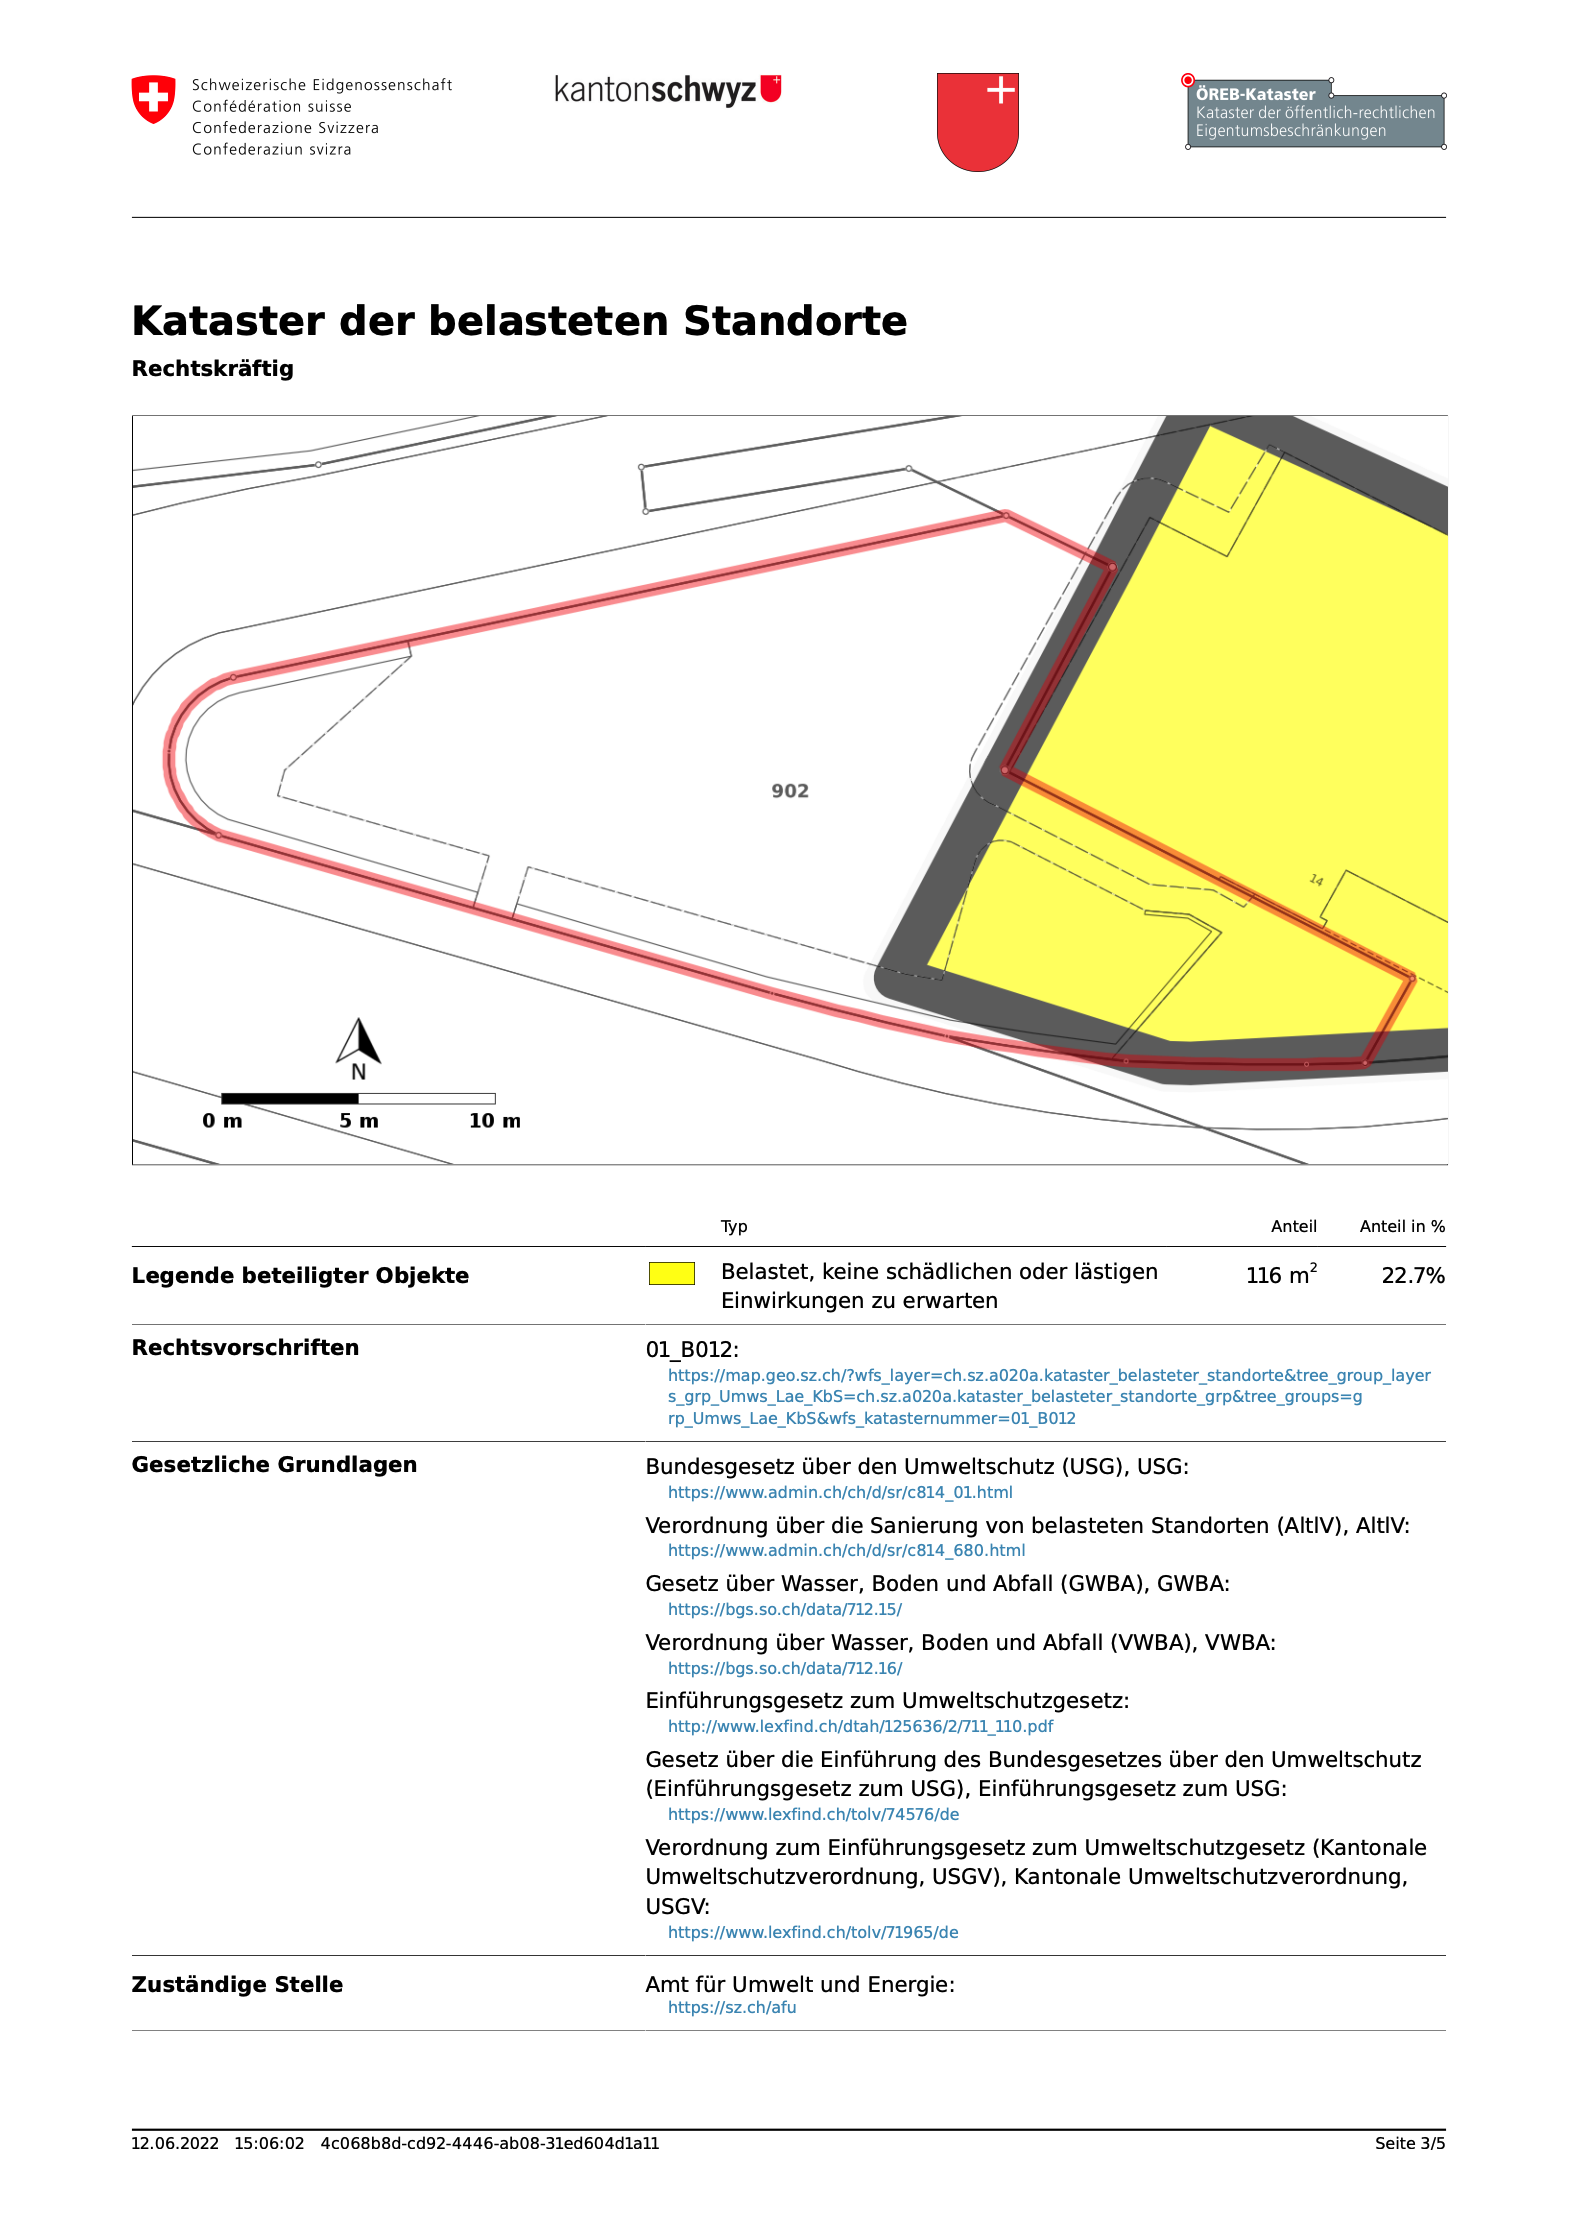 Schweizerische Eidgenossenschaft
Confédération suisse
Confederazione Svizzera
Confederaziun svizra
kantonschwyz
ÖREB-Kataster
Kataster der öffentlich-rechtlichen
Eigentumsbeschränkungen
Kataster der belasteten Standorte
Rechtskräftig
902
14
N
0 m 5 m 10 m
Typ Anteil Anteil in %
Legende beteiligter Objekte Belastet, keine schädlichen oder lästigen 116 m² 22.7%
Einwirkungen zu erwarten
Rechtsvorschriften 01_B012:
https://map.geo.sz.ch/?wfs_layer=ch.sz.a020a.kataster_belasteter_standorte&tree_group_layer
s_grp_Umws_Lae_KbS=ch.sz.a020a.kataster_belasteter_standorte_grp&tree_groups=g
rp_Umws_Lae_KbS&wfs_katasternummer=01_B012
Gesetzliche Grundlagen Bundesgesetz über den Umweltschutz (USG), USG:
https://www.admin.ch/ch/d/sr/c814_01.html
Verordnung über die Sanierung von belasteten Standorten (AltlV), AltlV:
https://www.admin.ch/ch/d/sr/c814_680.html
Gesetz über Wasser, Boden und Abfall (GWBA), GWBA:
https://bgs.so.ch/data/712.15/
Verordnung über Wasser, Boden und Abfall (VWBA), VWBA:
https://bgs.so.ch/data/712.16/
Einführungsgesetz zum Umweltschutzgesetz:
http://www.lexfind.ch/dtah/125636/2/711_110.pdf
Gesetz über die Einführung des Bundesgesetzes über den Umweltschutz
(Einführungsgesetz zum USG), Einführungsgesetz zum USG:
https://www.lexfind.ch/tolv/74576/de
Verordnung zum Einführungsgesetz zum Umweltschutzgesetz (Kantonale
Umweltschutzverordnung, USGV), Kantonale Umweltschutzverordnung,
USGV:
https://www.lexfind.ch/tolv/71965/de
Zuständige Stelle Amt für Umwelt und Energie:
https://sz.ch/afu
12.06.2022 15:06:02 4c068b8d-cd92-4446-ab08-31ed604d1a11 Seite 3/5